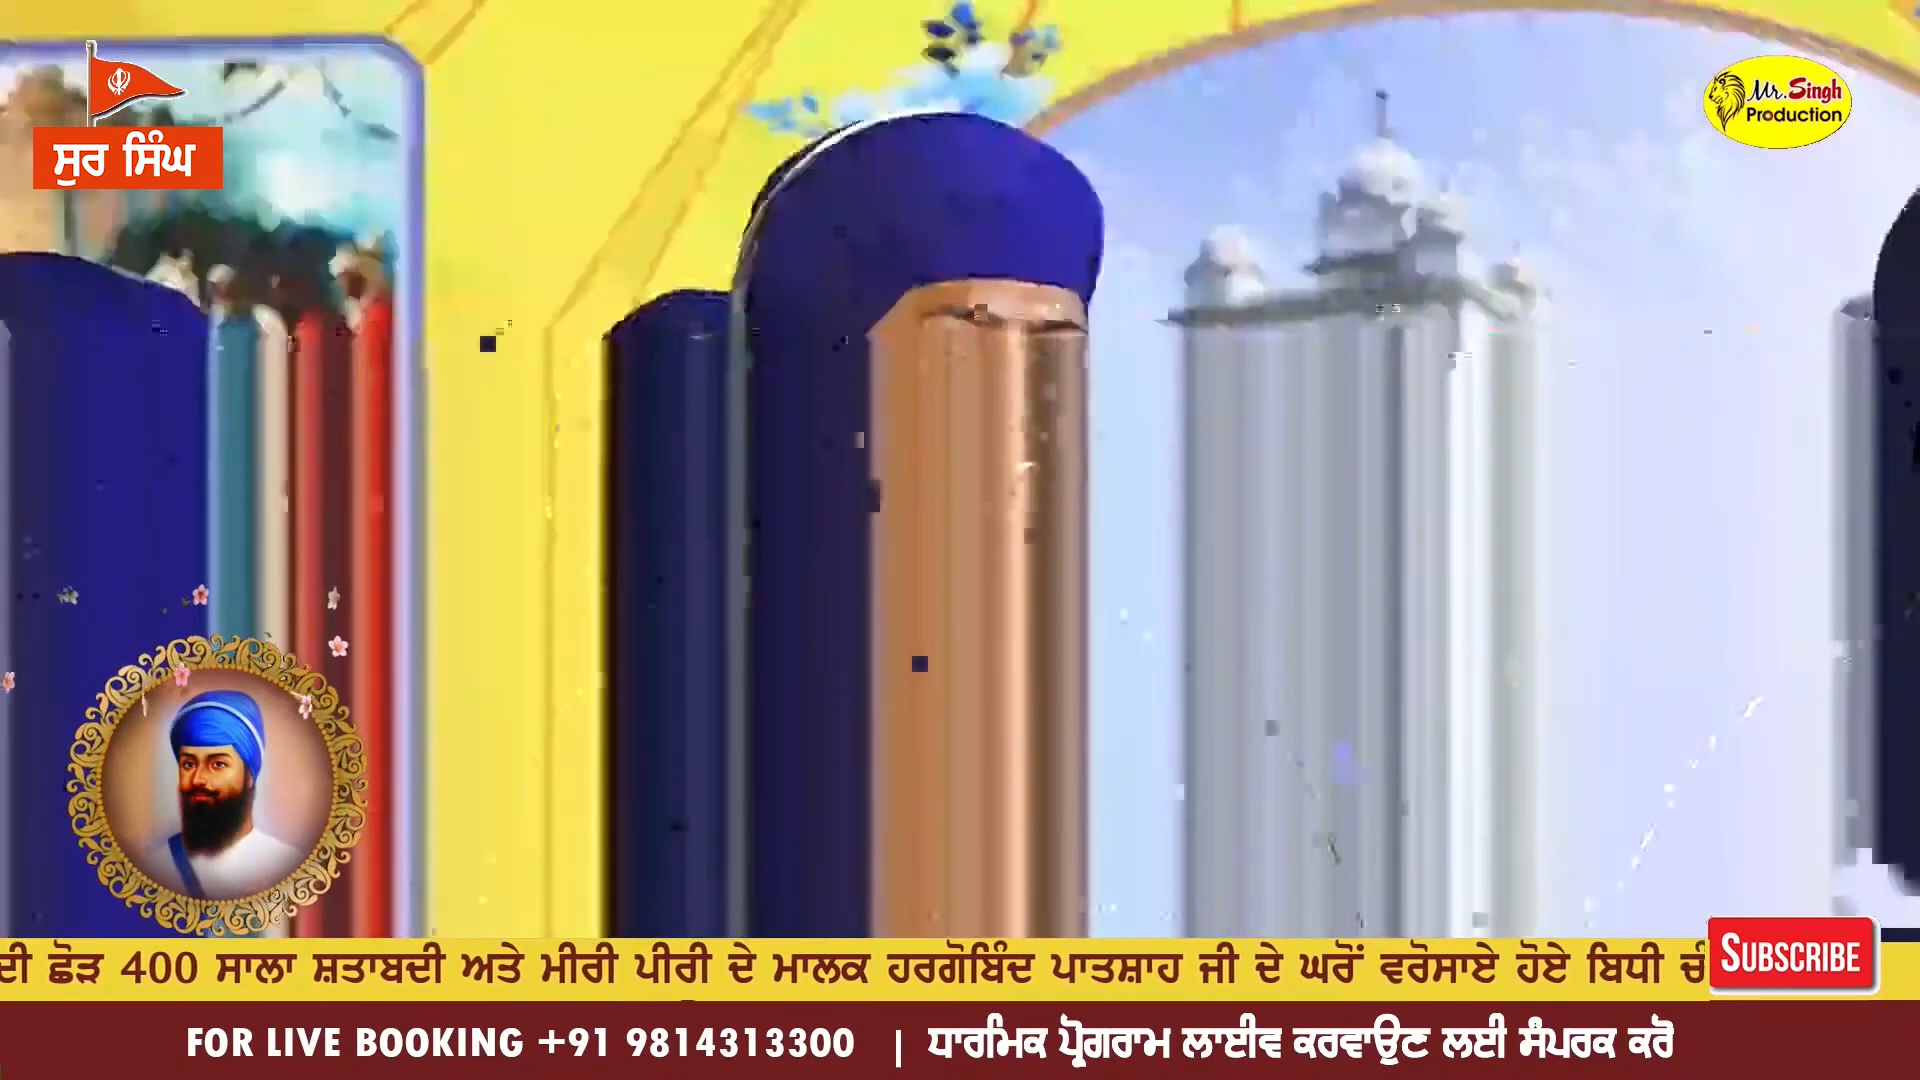 ਸੁਰ ਸਿੰਘ
Mr. Singh
Production
ਦੀ ਛੋੜ 400 ਸਾਲਾ ਸ਼ਤਾਬਦੀ ਅਤੇ ਮੀਰੀ ਪੀਰੀ ਦੇ ਮਾਲਕ ਹਰਗੋਬਿੰਦ ਪਾਤਸ਼ਾਹ ਜੀ ਦੇ ਘਰੋਂ ਵਰੋਸਾਏ ਹੋਏ ਬਿਧੀ
SUBSCRIBE
FOR LIVE BOOKING +91 9814313300 | ਧਾਰਮਿਕ ਪ੍ਰੋਗਰਾਮ ਲਾਈਵ ਕਰਵਾਉਣ ਲਈ ਸੰਪਰਕ ਕਰੋ